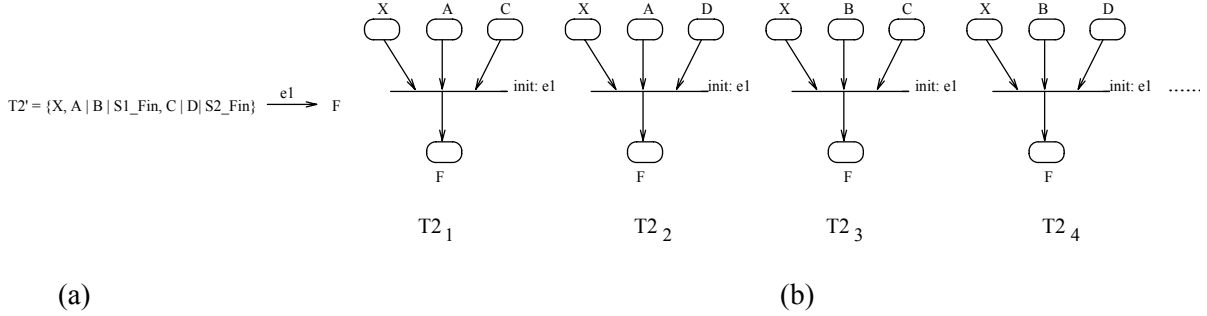 X A C X A D X B C X B D
init: e1 init: e1 init: e1 init: e1 ......
T2' = {X, A | B | S1_Fin, C | D| S2_Fin} e1 F
F F F F
T2 1 T2 2 T2 3 T2 4
(a) (b)